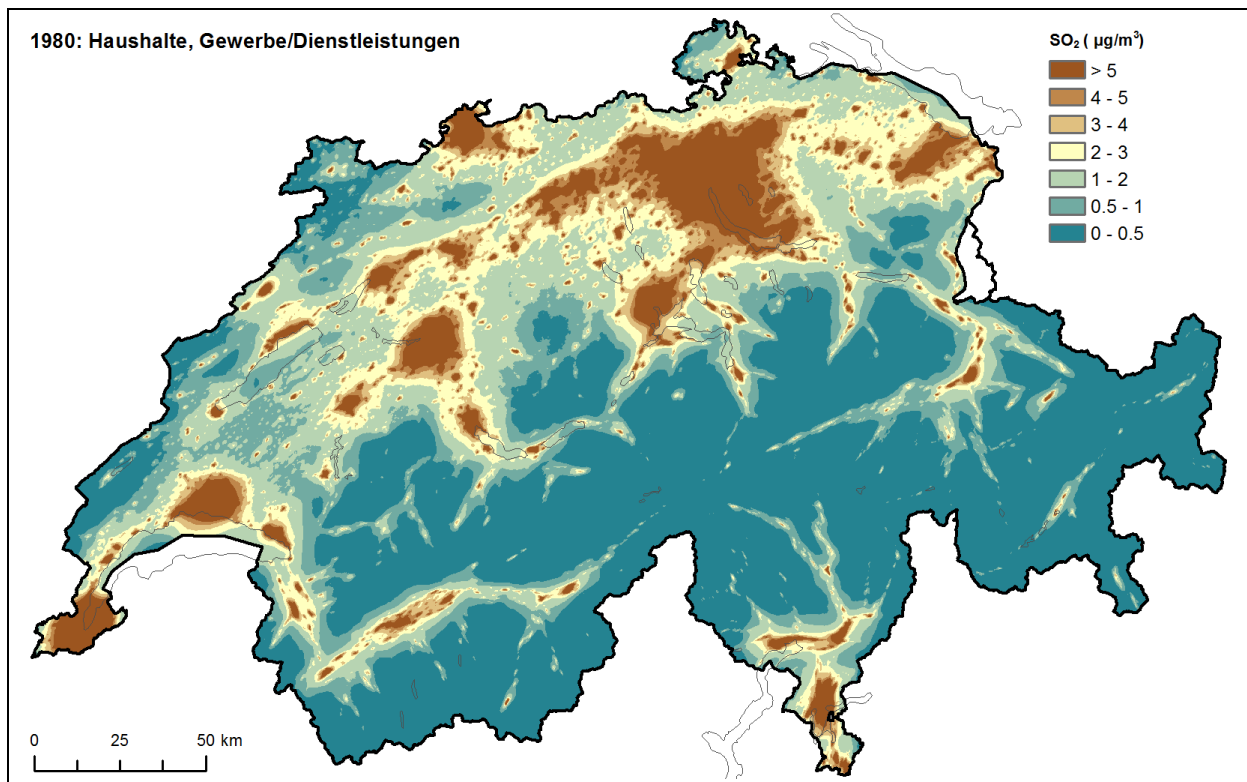 1980: Haushalte, Gewerbe/Dienstleistungen
SO₂ ( µg/m³)
> 5
4 - 5
3 - 4
2 - 3
1 - 2
0.5 - 1
0 - 0.5
0 25 50 km